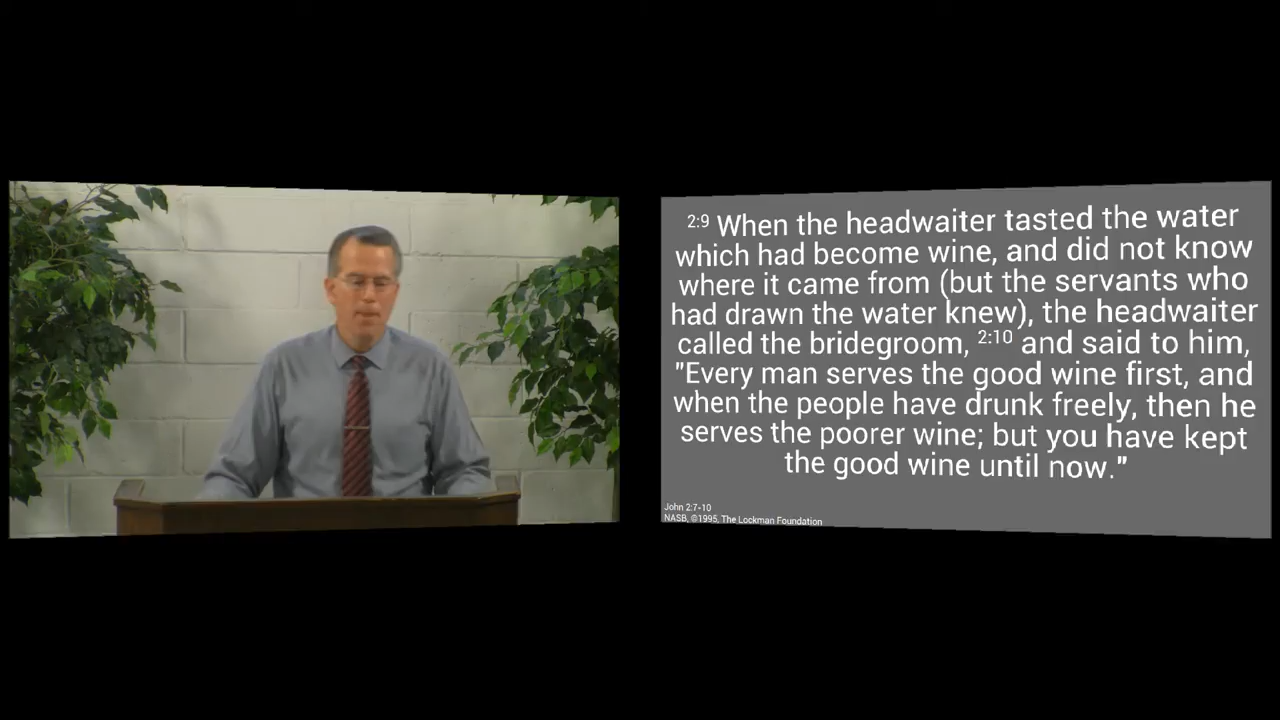 2:9 When the headwaiter tasted the water
which had become wine, and did not know
where it came from (but the servants who
had drawn the water knew), the headwaiter
called the bridegroom, 2:10 and said to him,
"Every man serves the good wine first, and
when the people have drunk freely, then he
serves the poorer wine; but you have kept
the good wine until now."
John 2:7-10
NASB, ©1995, The Lockman Foundation